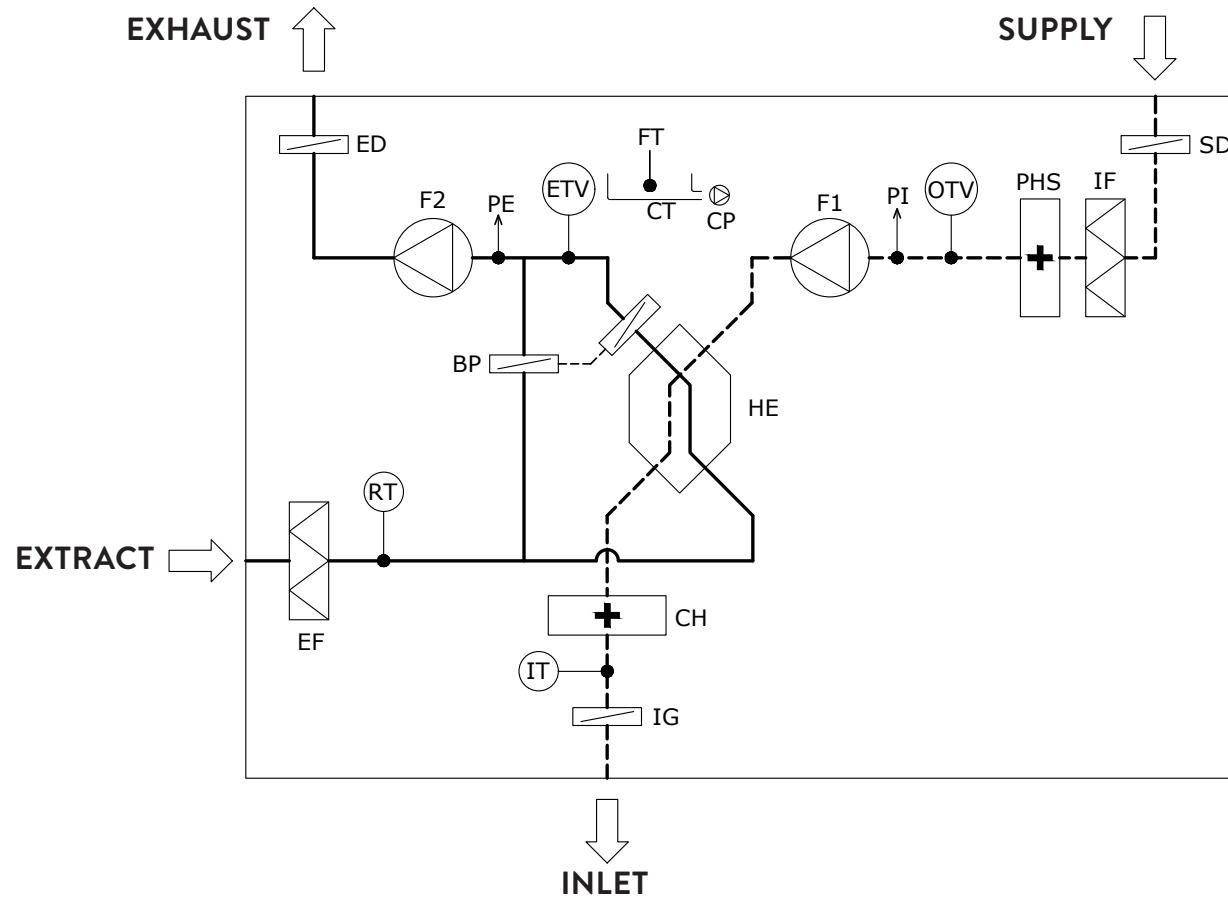 EXHAUST
SUPPLY
ED
FT
SD
ETV
PHS
IF
F2
PE
CT
CP
F1
PI
OTV
BP
HE
RT
EXTRACT
EF
CH
IT
IG
INLET